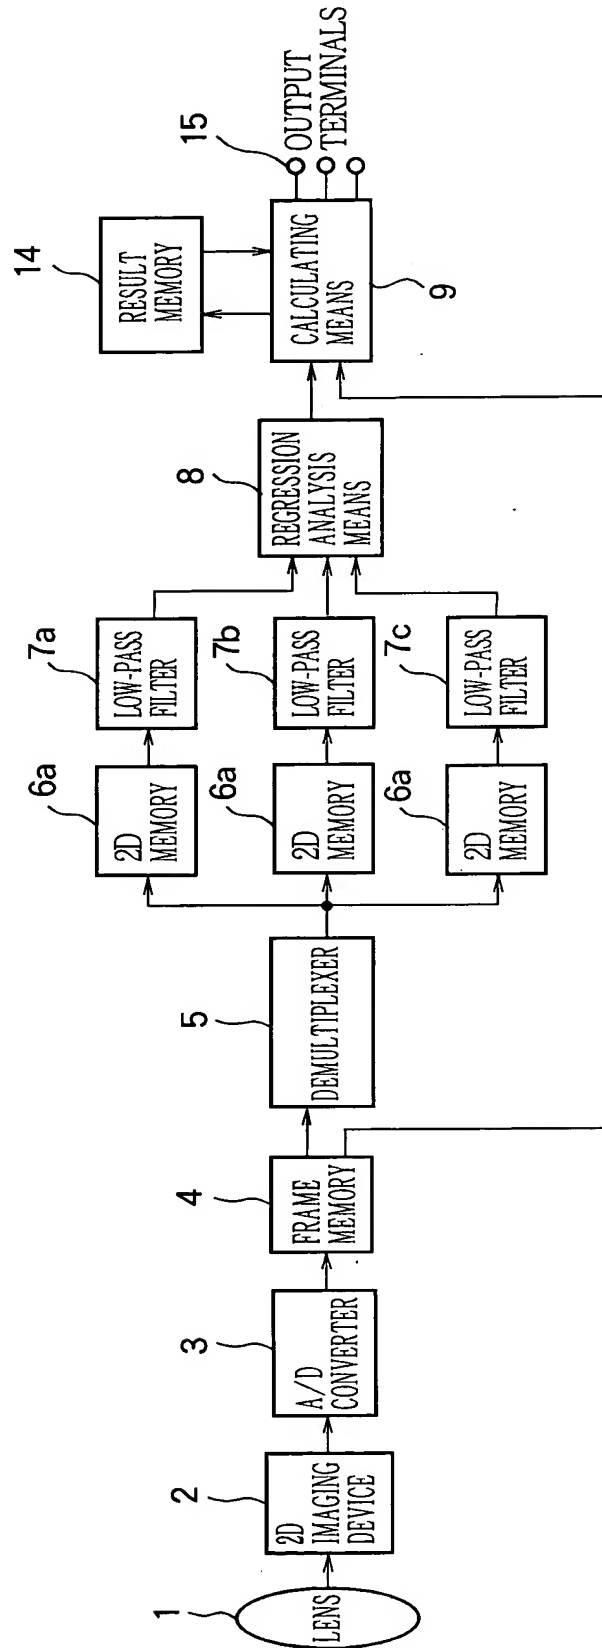 1
LENS
2
2D
IMAGING
DEVICE
3
A/D
CONVERTER
4
FRAME
MEMORY
5
DEMULTIPLEXER
6a
2D
MEMORY
7a
LOW-PASS
FILTER
6a
2D
MEMORY
7b
LOW-PASS
FILTER
6a
2D
MEMORY
7c
LOW-PASS
FILTER
8
REGRESSION
ANALYSIS
MEANS
14
RESULT
MEMORY
CALCULATING
MEANS
9
15
OUTPUT
TERMINALS